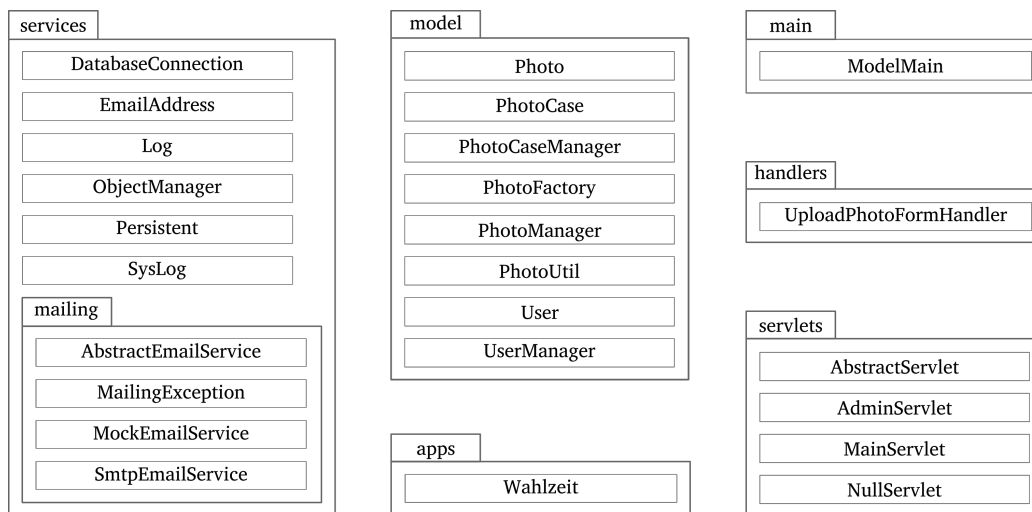 services
DatabaseConnection
EmailAddress
Log
ObjectManager
Persistent
SysLog
mailing
AbstractEmailService
MailingException
MockEmailService
SmtpEmailService
model
Photo
PhotoCase
PhotoCaseManager
PhotoFactory
PhotoManager
PhotoUtil
User
UserManager
apps
Wahlzeit
main
ModelMain
handlers
UploadPhotoFormHandler
servlets
AbstractServlet
AdminServlet
MainServlet
NullServlet